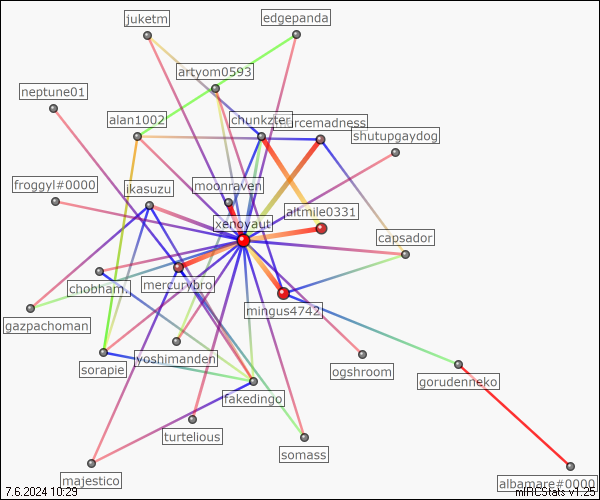 juketm
edgepanda
artyom0593
neptune01
alan1002
chunkzter
shutupgaydog
froggyl#0000
ikasuzu
moonraven
altmile0331
xenoyaut
capsador
chobham.
mercurybro
mingus4742
gazpachoman
yoshimanden
sorapie
ogshroom
gorudenneko
fakedingo
turtelious
somass
majestico
albamare#0000
7.6.2024 10:29
mIRCStats v1.25